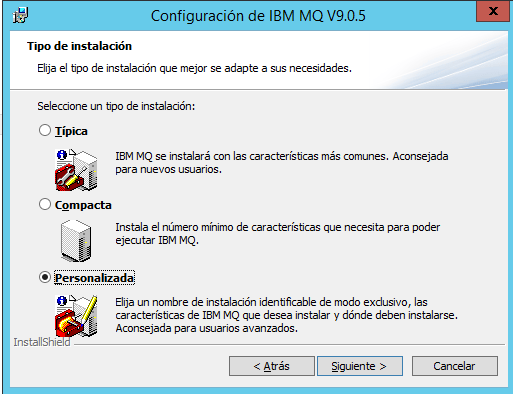 Configuración de IBM MQ V9.0.5
x
Tipo de instalación
Elija el tipo de instalación que mejor se adapte a sus necesidades.
Seleccione un tipo de instalación:
Típica
IBM MQ se instalará con las características más comunes. Aconsejada
para nuevos usuarios.
Compacta
Instala el número mínimo de características que necesita para poder
ejecutar IBM MQ.
Personalizada
Elija un nombre de instalación identificable de modo exclusivo, las
características de IBM MQ que desea instalar y dónde deben instalarse.
Aconsejada para usuarios avanzados.
InstallShield
< Atrás
Siguiente >
Cancelar